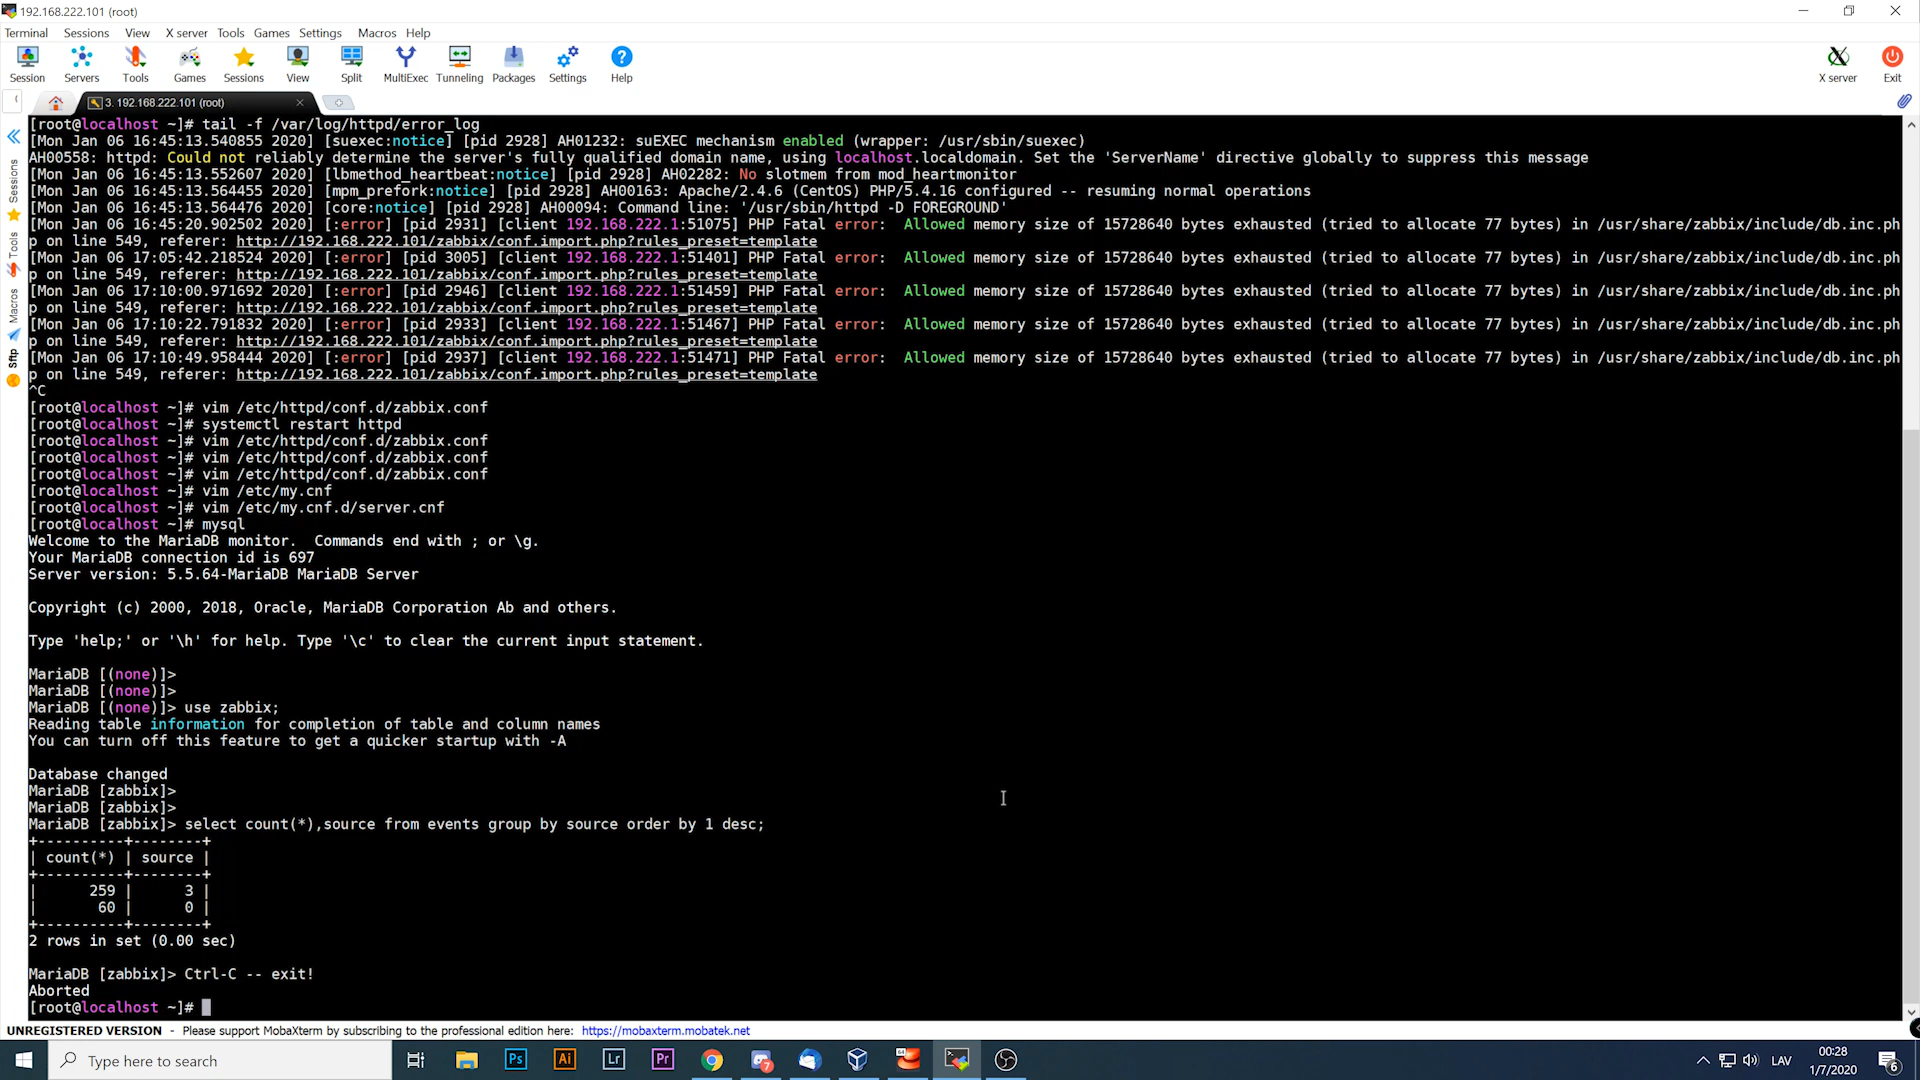 192.168.222.101 (root)
Terminal Sessions View X server Tools Games Settings Macros Help
Session Servers Tools Games Sessions View Split MultiExec Tunneling Packages Settings Help X server Exit
3. 192.168.222.101 (root)
Sessions
Tools
Macros
Sftp
[root@localhost ~]# tail -f /var/log/httpd/error_log
[Mon Jan 06 16:45:13.540855 2020] [suexec:notice] [pid 2928] AH01232: suEXEC mechanism enabled (wrapper: /usr/sbin/suexec)
AH00558: httpd: Could not reliably determine the server's fully qualified domain name, using localhost.localdomain. Set the 'ServerName' directive globally to suppress this message
[Mon Jan 06 16:45:13.552607 2020] [lbmethod_heartbeat:notice] [pid 2928] AH02282: No slotmem from mod_heartmonitor
[Mon Jan 06 16:45:13.564455 2020] [mpm_prefork:notice] [pid 2928] AH00163: Apache/2.4.6 (CentOS) PHP/5.4.16 configured -- resuming normal operations
[Mon Jan 06 16:45:13.564476 2020] [core:notice] [pid 2928] AH00094: Command line: '/usr/sbin/httpd -D FOREGROUND'
[Mon Jan 06 16:45:20.902502 2020] [:error] [pid 2931] [client 192.168.222.1:51075] PHP Fatal error:  Allowed memory size of 15728640 bytes exhausted (tried to allocate 77 bytes) in /usr/share/zabbix/include/db.inc.ph
p on line 549, referer: http://192.168.222.101/zabbix/conf.import.php?rules_preset=template
[Mon Jan 06 17:05:42.218524 2020] [:error] [pid 3005] [client 192.168.222.1:51401] PHP Fatal error:  Allowed memory size of 15728640 bytes exhausted (tried to allocate 77 bytes) in /usr/share/zabbix/include/db.inc.ph
p on line 549, referer: http://192.168.222.101/zabbix/conf.import.php?rules_preset=template
[Mon Jan 06 17:10:00.971692 2020] [:error] [pid 2946] [client 192.168.222.1:51459] PHP Fatal error:  Allowed memory size of 15728640 bytes exhausted (tried to allocate 77 bytes) in /usr/share/zabbix/include/db.inc.ph
p on line 549, referer: http://192.168.222.101/zabbix/conf.import.php?rules_preset=template
[Mon Jan 06 17:10:22.791832 2020] [:error] [pid 2933] [client 192.168.222.1:51467] PHP Fatal error:  Allowed memory size of 15728640 bytes exhausted (tried to allocate 77 bytes) in /usr/share/zabbix/include/db.inc.ph
p on line 549, referer: http://192.168.222.101/zabbix/conf.import.php?rules_preset=template
[Mon Jan 06 17:10:49.958444 2020] [:error] [pid 2937] [client 192.168.222.1:51471] PHP Fatal error:  Allowed memory size of 15728640 bytes exhausted (tried to allocate 77 bytes) in /usr/share/zabbix/include/db.inc.ph
p on line 549, referer: http://192.168.222.101/zabbix/conf.import.php?rules_preset=template
^C
[root@localhost ~]# vim /etc/httpd/conf.d/zabbix.conf
[root@localhost ~]# systemctl restart httpd
[root@localhost ~]# vim /etc/httpd/conf.d/zabbix.conf
[root@localhost ~]# vim /etc/httpd/conf.d/zabbix.conf
[root@localhost ~]# vim /etc/httpd/conf.d/zabbix.conf
[root@localhost ~]# vim /etc/my.cnf
[root@localhost ~]# vim /etc/my.cnf.d/server.cnf
[root@localhost ~]# mysql
Welcome to the MariaDB monitor.  Commands end with ; or \g.
Your MariaDB connection id is 697
Server version: 5.5.64-MariaDB MariaDB Server
Copyright (c) 2000, 2018, Oracle, MariaDB Corporation Ab and others.
Type 'help;' or '\h' for help. Type '\c' to clear the current input statement.
MariaDB [(none)]>
MariaDB [(none)]>
MariaDB [(none)]> use zabbix;
Reading table information for completion of table and column names
You can turn off this feature to get a quicker startup with -A
Database changed
MariaDB [zabbix]>
MariaDB [zabbix]>
MariaDB [zabbix]> select count(*),source from events group by source order by 1 desc;
+----------+--------+
| count(*) | source |
+----------+--------+
|      259 |      3 |
|       60 |      0 |
+----------+--------+
2 rows in set (0.00 sec)
MariaDB [zabbix]> Ctrl-C -- exit!
Aborted
[root@localhost ~]#
UNREGISTERED VERSION - Please support MobaXterm by subscribing to the professional edition here: https://mobaxterm.mobatek.net
Type here to search Ps Ai Lr Pr 7 LAV 00:28
1/7/2020 6